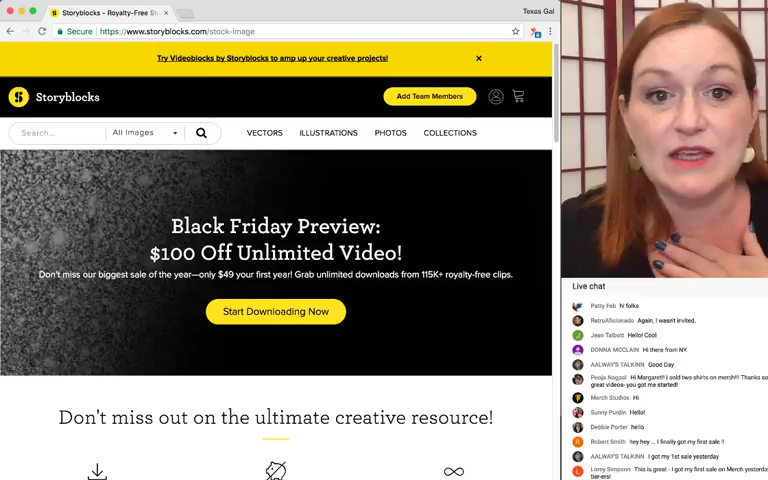 Storyblocks - Royalty-Free St
Texas Gal
Secure
https://www.storyblocks.com/stock-image
Try Videoblocks by Storyblocks to amp up your creative projects!
Storyblocks
Add Team Members
Search...
All Images
VECTORS
ILLUSTRATIONS
PHOTOS
COLLECTIONS
Black Friday Preview:
$100 Off Unlimited Video!
Don't miss our biggest sale of the year—only $49 your first year! Grab unlimited downloads from 115K+ royalty-free clips.
Start Downloading Now
Don't miss out on the ultimate creative resource!
Live chat
Patty Feb hi folks
RetroAficionado Again, I wasn't invited.
Jean Talbott Hello! Cool
DONNA MCCLAIN Hi there from NY.
AALWAY'S TALKINN Good Day
Pooja Nagpal Hi Margaret!! I sold two shirts on merch!!! Thanks so
great videos- you got me started!
Merch Studios Hi
Sunny Purdin Hello!
Debbie Porter hello
Robert Smith hey hey ... I finally got my first sale !!
AALWAY'S TALKINN I got my 1st sale yesterday
Lorey Simpson This is great - I got my first sale on Merch yesterday
tier-ers!